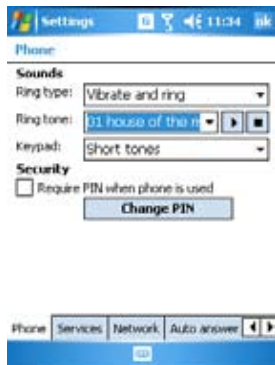 Settings 11:34 ok
Phone
Sounds
Ring type: Vibrate and ring
Ring tone: 01 house of the
Keypad: Short tones
Security
Require PIN when phone is used
Change PIN
Phone Services Network Auto answer